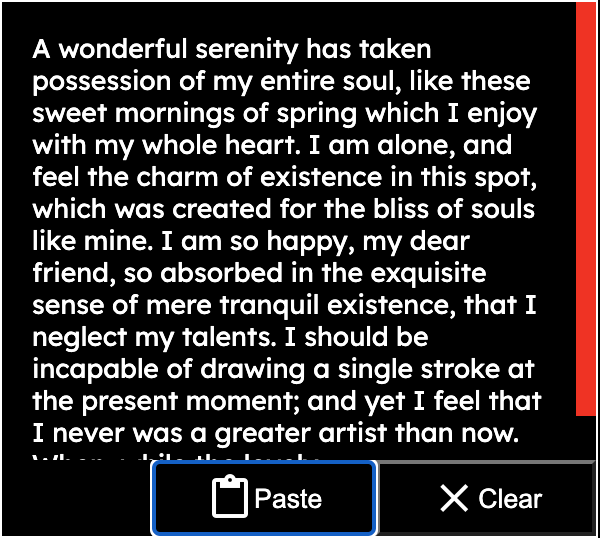 A wonderful serenity has taken
possession of my entire soul, like these
sweet mornings of spring which I enjoy
with my whole heart. I am alone, and
feel the charm of existence in this spot,
which was created for the bliss of souls
like mine. I am so happy, my dear
friend, so absorbed in the exquisite
sense of mere tranquil existence, that I
neglect my talents. I should be
incapable of drawing a single stroke at
the present moment; and yet I feel that
I never was a greater artist than now.
Paste
Clear